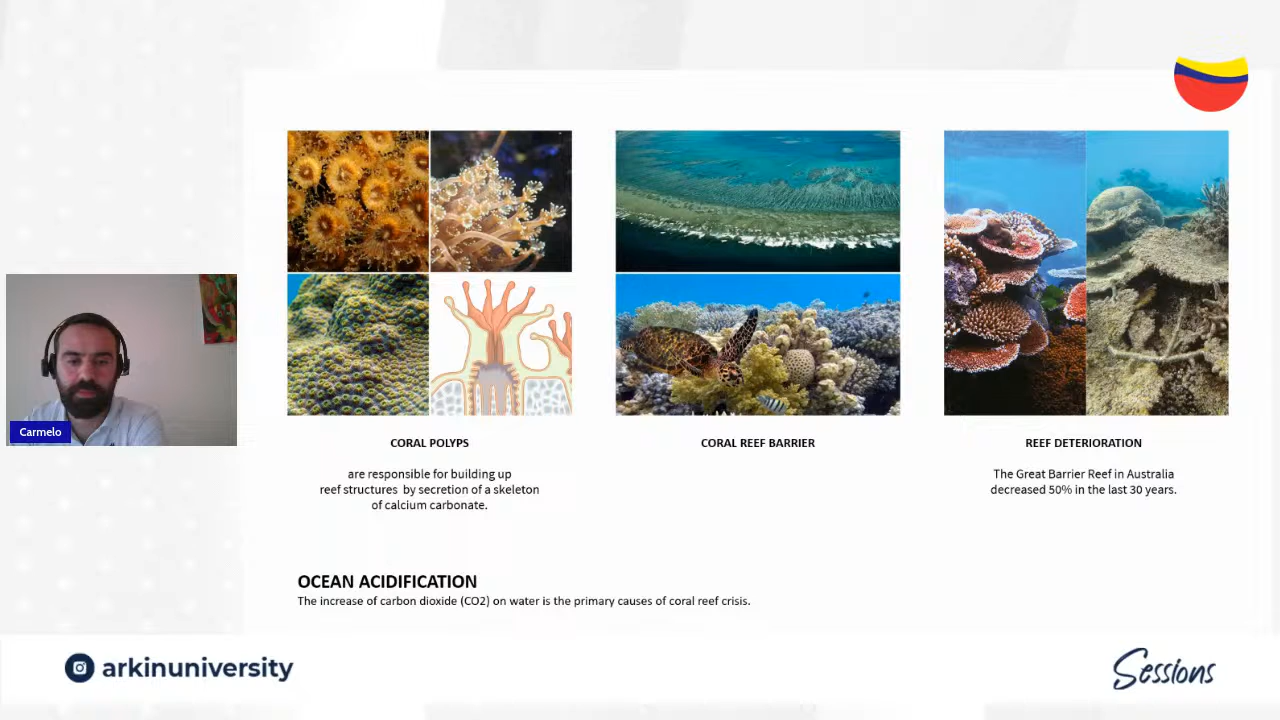 Carmelo
CORAL POLYPS
are responsible for building up
reef structures by secretion of a skeleton
of calcium carbonate.
CORAL REEF BARRIER
REEF DETERIORATION
The Great Barrier Reef in Australia
decreased 50% in the last 30 years.
OCEAN ACIDIFICATION
The increase of carbon dioxide (CO2) on water is the primary causes of coral reef crisis.
arkinuniversity
Sessions